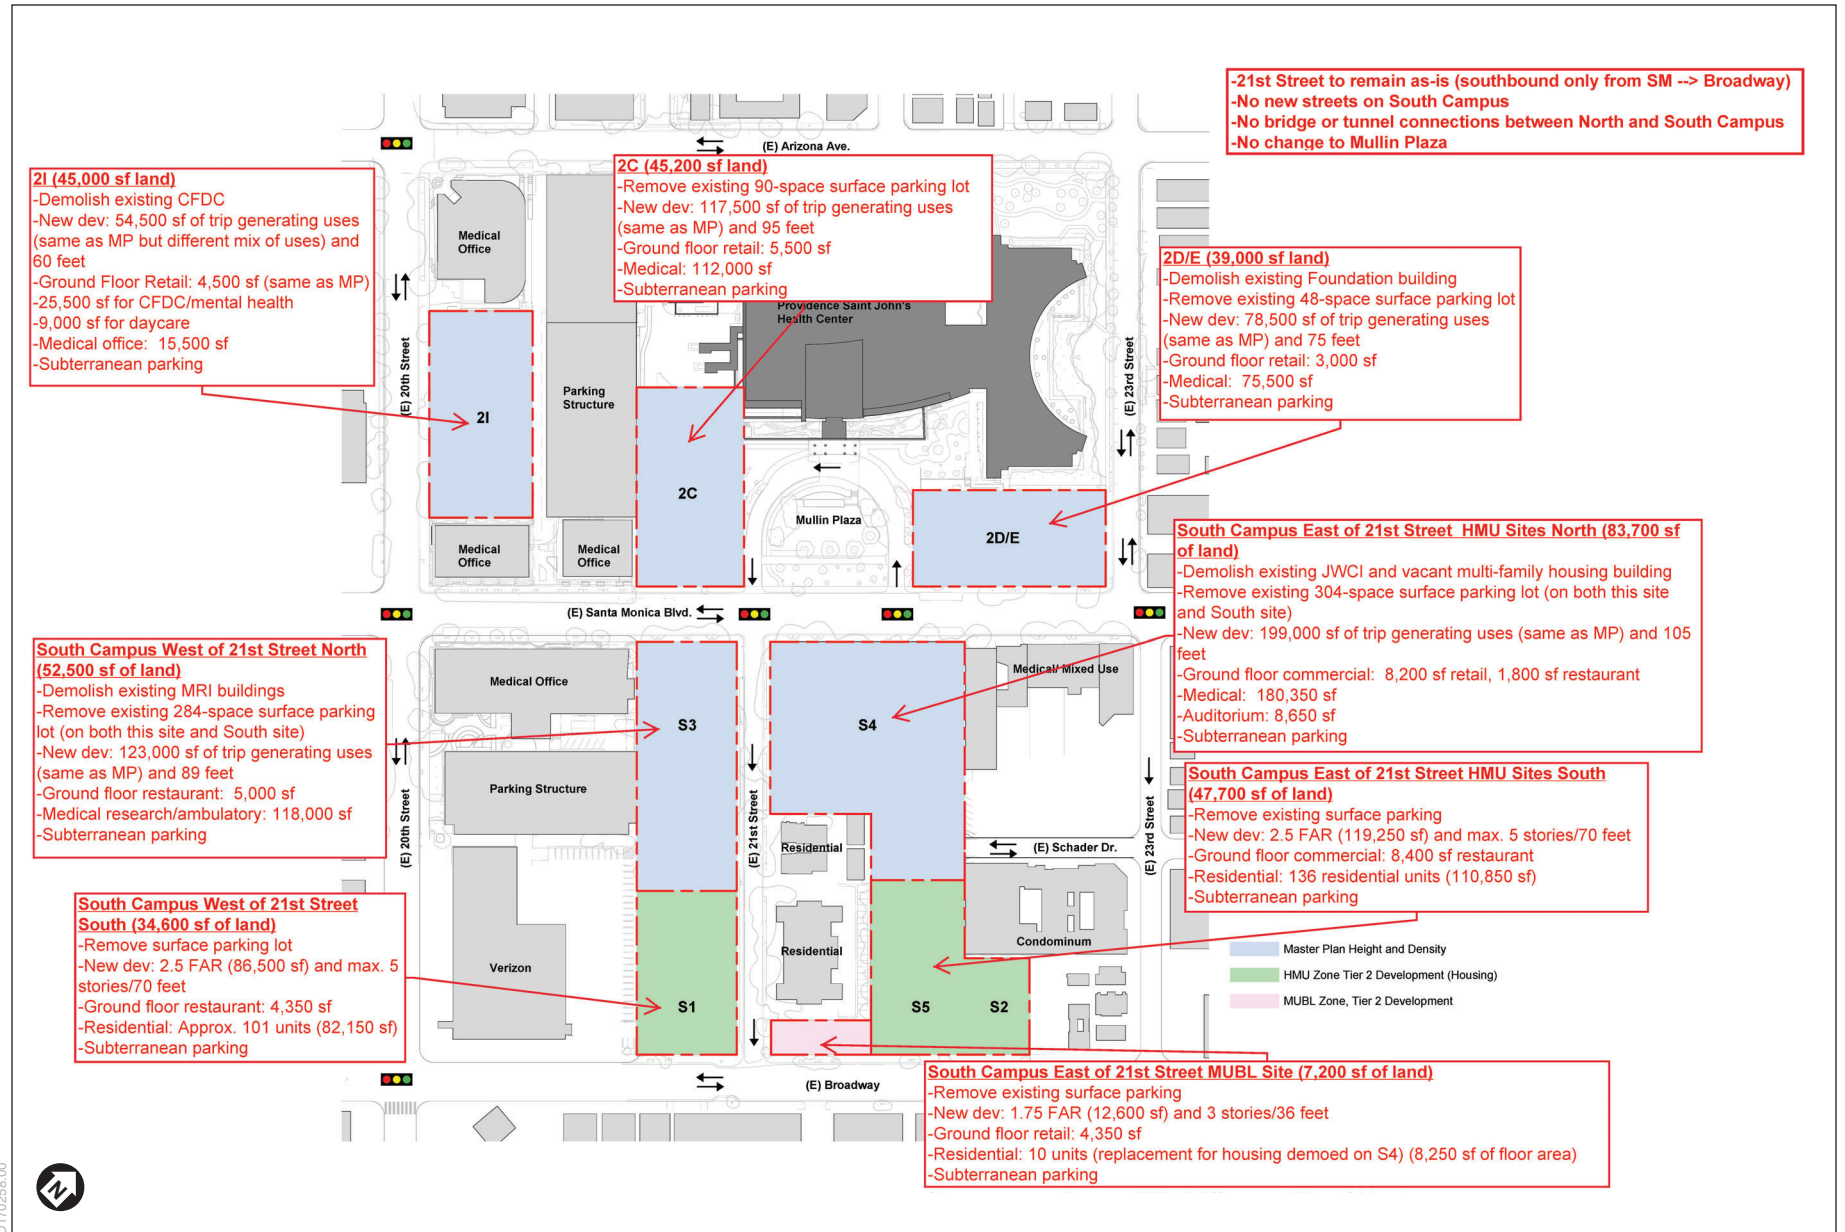 -21st Street to remain as-is (southbound only from SM --> Broadway)
-No new streets on South Campus
-No bridge or tunnel connections between North and South Campus
-No change to Mullin Plaza
(E) Arizona Ave.
2I (45,000 sf land)
-Demolish existing CFDC
-New dev: 54,500 sf of trip generating uses
(same as MP but different mix of uses) and
60 feet
-Ground Floor Retail: 4,500 sf (same as MP)
-25,500 sf for CFDC/mental health
-9,000 sf for daycare
-Medical office: 15,500 sf
-Subterranean parking
2C (45,200 sf land)
-Remove existing 90-space surface parking lot
-New dev: 117,500 sf of trip generating uses
(same as MP) and 95 feet
-Ground floor retail: 5,500 sf
-Medical: 112,000 sf
-Subterranean parking
2D/E (39,000 sf land)
-Demolish existing Foundation building
-Remove existing 48-space surface parking lot
-New dev: 78,500 sf of trip generating uses
(same as MP) and 75 feet
-Ground floor retail: 3,000 sf
-Medical: 75,500 sf
-Subterranean parking
Medical
Office
Providence Saint John's
Health Center
(E) 20th Street
Parking
Structure
(E) 23rd Street
2I
2C
Mullin Plaza
2D/E
Medical
Office
Medical
Office
(E) Santa Monica Blvd.
South Campus East of 21st Street HMU Sites North (83,700 sf
of land)
-Demolish existing JWCI and vacant multi-family housing building
-Remove existing 304-space surface parking lot (on both this site
and South site)
-New dev: 199,000 sf of trip generating uses (same as MP) and 105
feet
-Ground floor commercial: 8,200 sf retail, 1,800 sf restaurant
-Medical: 180,350 sf
-Auditorium: 8,650 sf
-Subterranean parking
South Campus West of 21st Street North
(52,500 sf of land)
-Demolish existing MRI buildings
-Remove existing 284-space surface parking
lot (on both this site and South site)
-New dev: 123,000 sf of trip generating uses
(same as MP) and 89 feet
-Ground floor restaurant: 5,000 sf
-Medical research/ambulatory: 118,000 sf
-Subterranean parking
Medical Office
S3
S4
Medical/ Mixed Use
Parking Structure
(E) 20th Street
(E) 21st Street
(E) 23rd Street
Residential
(E) Schader Dr.
South Campus East of 21st Street HMU Sites South
(47,700 sf of land)
-Remove existing surface parking
-New dev: 2.5 FAR (119,250 sf) and max. 5 stories/70 feet
-Ground floor commercial: 8,400 sf restaurant
-Residential: 136 residential units (110,850 sf)
-Subterranean parking
South Campus West of 21st Street
South (34,600 sf of land)
-Remove surface parking lot
-New dev: 2.5 FAR (86,500 sf) and max. 5
stories/70 feet
-Ground floor restaurant: 4,350 sf
-Residential: Approx. 101 units (82,150 sf)
-Subterranean parking
Verizon
Residential
Condominum
S1
S5
S2
Master Plan Height and Density
HMU Zone Tier 2 Development (Housing)
MUBL Zone, Tier 2 Development
(E) Broadway
South Campus East of 21st Street MUBL Site (7,200 sf of land)
-Remove existing surface parking
-New dev: 1.75 FAR (12,600 sf) and 3 stories/36 feet
-Ground floor retail: 4,350 sf
-Residential: 10 units (replacement for housing demoed on S4) (8,250 sf of floor area)
-Subterranean parking
N